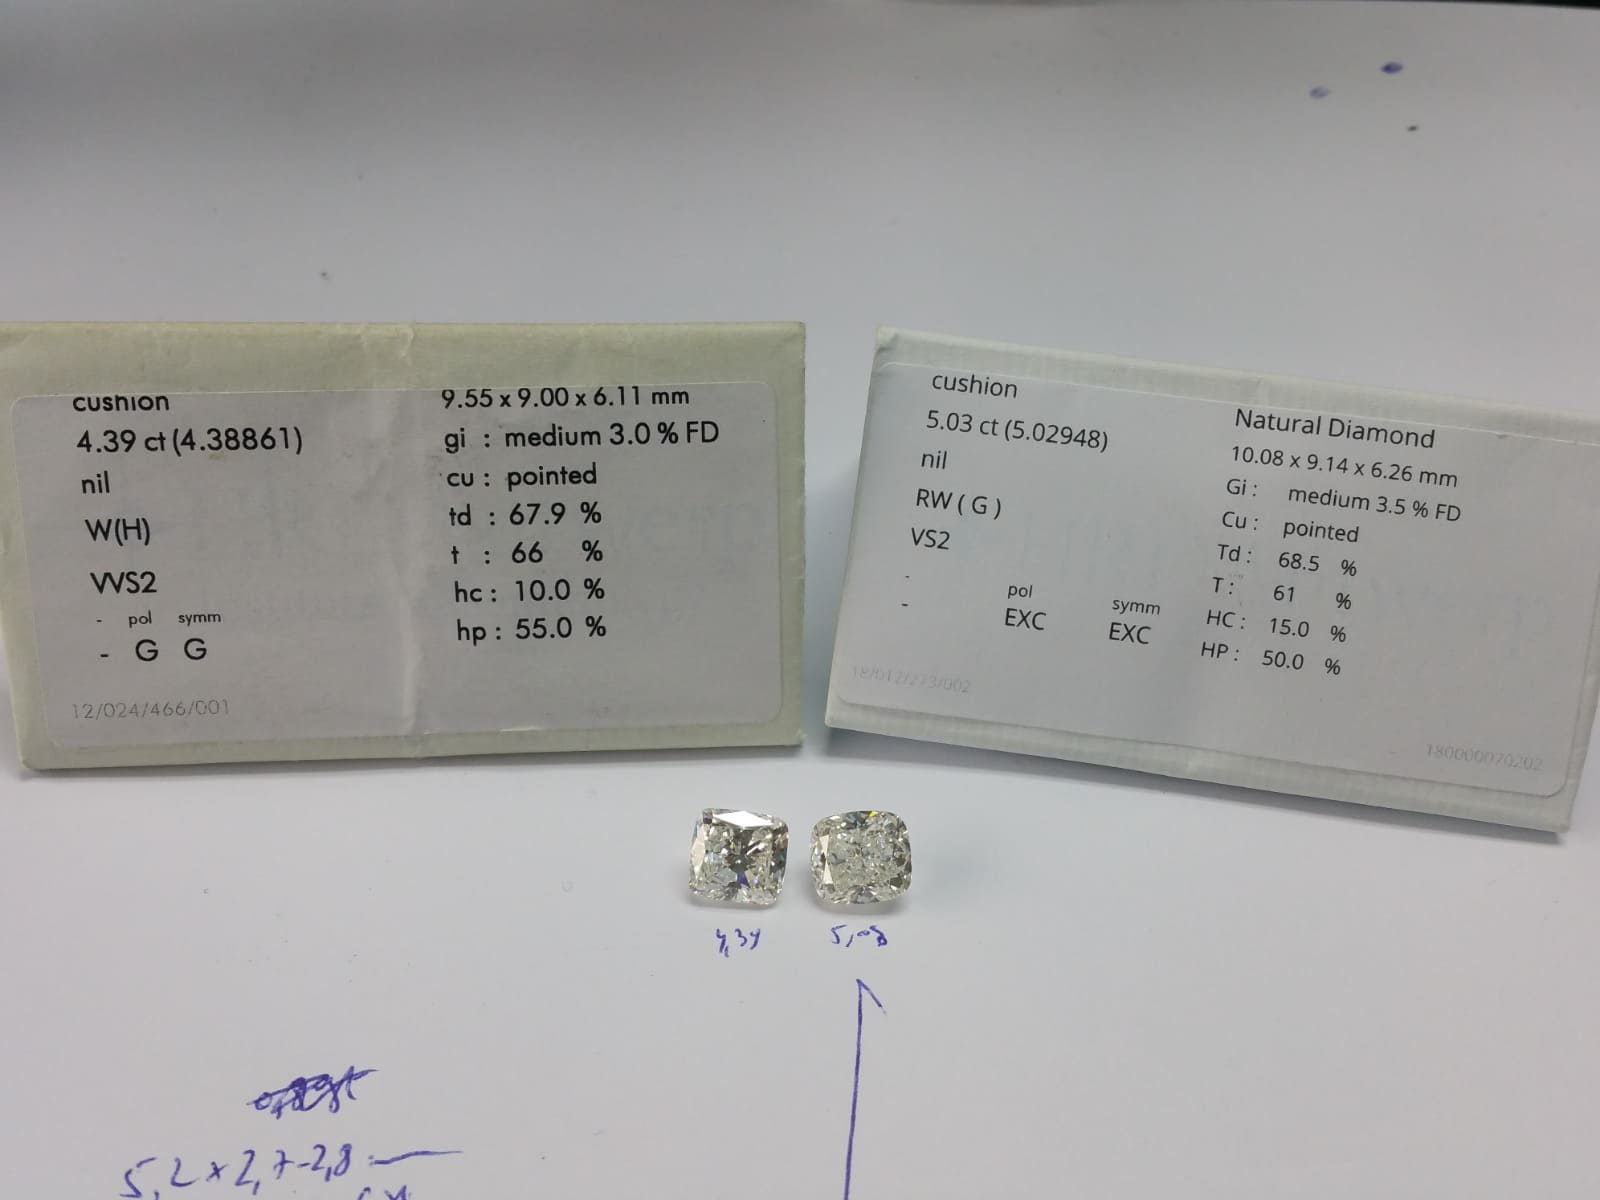 cushion
4.39 ct (4.38861)
nil
W(H)
VVS2
- pol symm
- G G
12/024/466/001
9.55 x 9.00 x 6.11 mm
gi : medium 3.0 % FD
cu : pointed
td : 67.9 %
t : 66 %
hc : 10.0 %
hp : 55.0 %
cushion
5.03 ct (5.02948)
nil
RW ( G )
VS2
-
- pol symm
EXC EXC
18/012/273/002
Natural Diamond
10.08 x 9.14 x 6.26 mm
Gi : medium 3.5 % FD
Cu : pointed
Td : 68.5 %
T : 61 %
HC : 15.0 %
HP : 50.0 %
180000070202
4,39
5,2 x 2,7-2,8